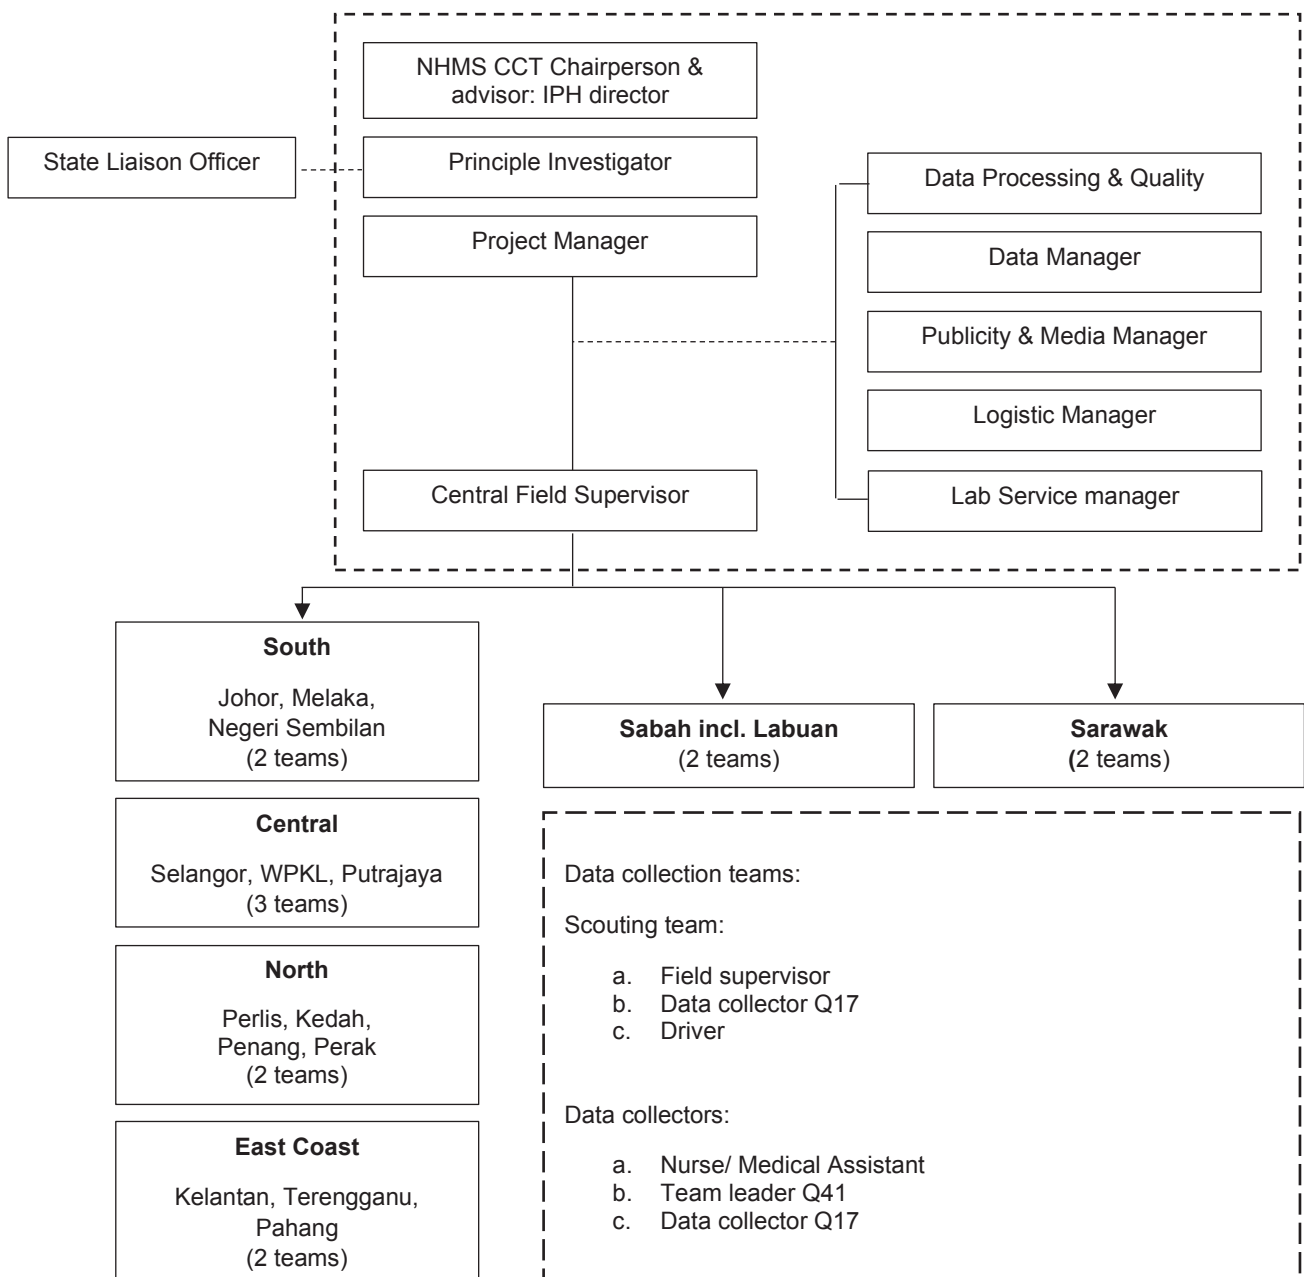 NHMS CCT Chairperson &
advisor: IPH director
State Liaison Officer
Principle Investigator
Data Processing & Quality
Project Manager
Data Manager
Publicity & Media Manager
Logistic Manager
Central Field Supervisor
Lab Service manager
South
Johor, Melaka,
Negeri Sembilan
(2 teams)
Sabah incl. Labuan
(2 teams)
Sarawak
(2 teams)
Central
Selangor, WPKL, Putrajaya
(3 teams)
North
Perlis, Kedah,
Penang, Perak
(2 teams)
East Coast
Kelantan, Terengganu,
Pahang
(2 teams)
Data collection teams:
Scouting team:
a. Field supervisor
b. Data collector Q17
c. Driver
Data collectors:
a. Nurse/ Medical Assistant
b. Team leader Q41
c. Data collector Q17